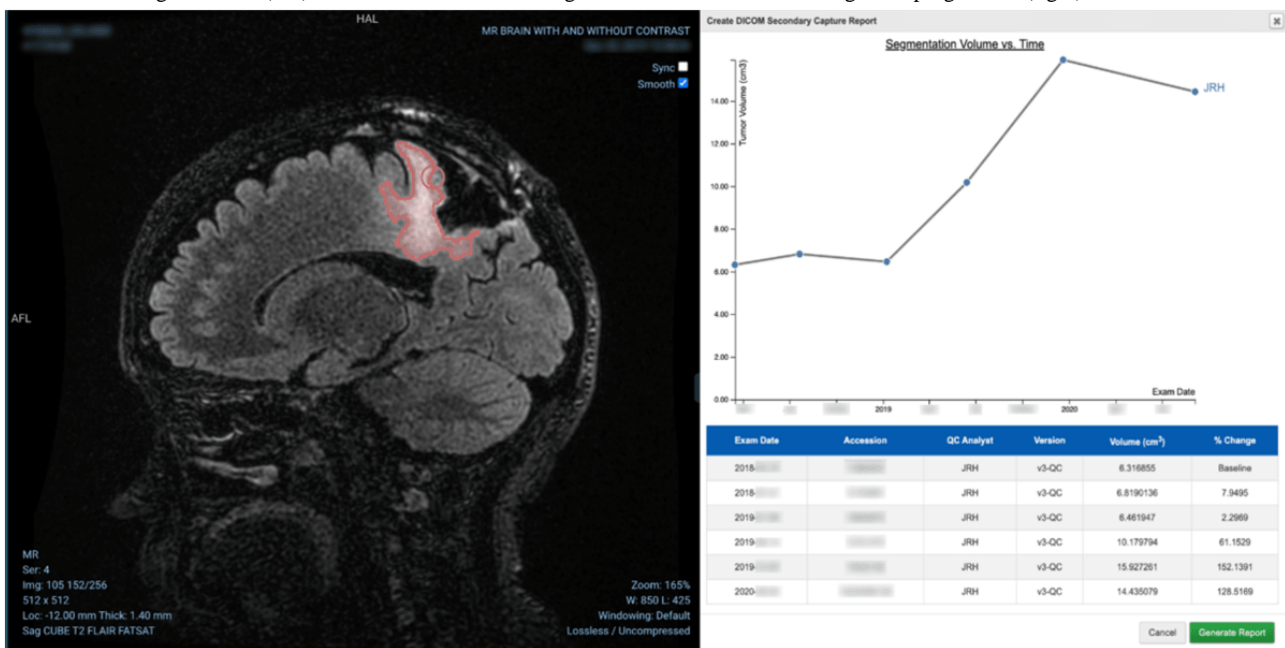 HAL
MR BRAIN WITH AND WITHOUT CONTRAST
Sync
Smooth
AFL
MR
Ser: 4
Img: 105 152/256
512 x 512
Loc: -12.00 mm Thick: 1.40 mm
Sag CUBE T2 FLAIR FATSAT
Zoom: 165%
W: 850 L: 425
Windowing: Default
Lossless / Uncompressed
Create DICOM Secondary Capture Report
Segmentation Volume vs. Time
Tumor Volume (cm3)
14.00
12.00
10.00
8.00
6.00
4.00
2.00
0.00
JRH
Exam Date
2019
2020
Exam Date Accession QC Analyst Version Volume (cm³) % Change
2018- JRH v3-QC 6.316855 Baseline
2018- JRH v3-QC 6.8190136 7.9495
2019- JRH v3-QC 6.461947 2.2969
2019- JRH v3-QC 10.179794 61.1529
2019- JRH v3-QC 15.927261 152.1391
2020- JRH v3-QC 14.435079 128.5169
Cancel
Generate Report